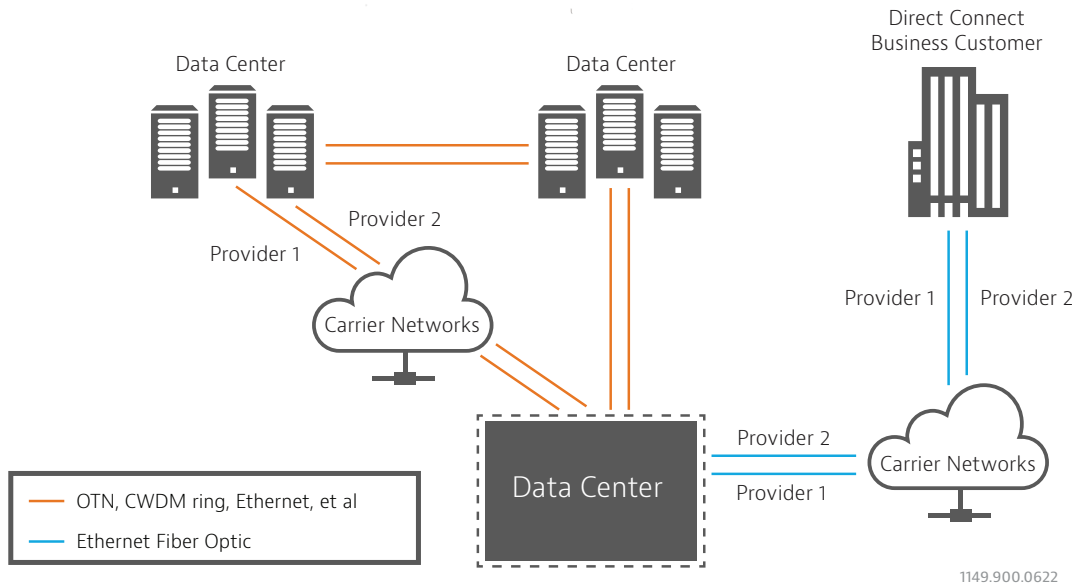 Direct Connect
Business Customer
Data Center
Data Center
Provider 2
Provider 1
Provider 1
Provider 2
Carrier Networks
Provider 2
Carrier Networks
Data Center
Provider 1
OTN, CWDM ring, Ethernet, et al
Ethernet Fiber Optic
1149.900.0622